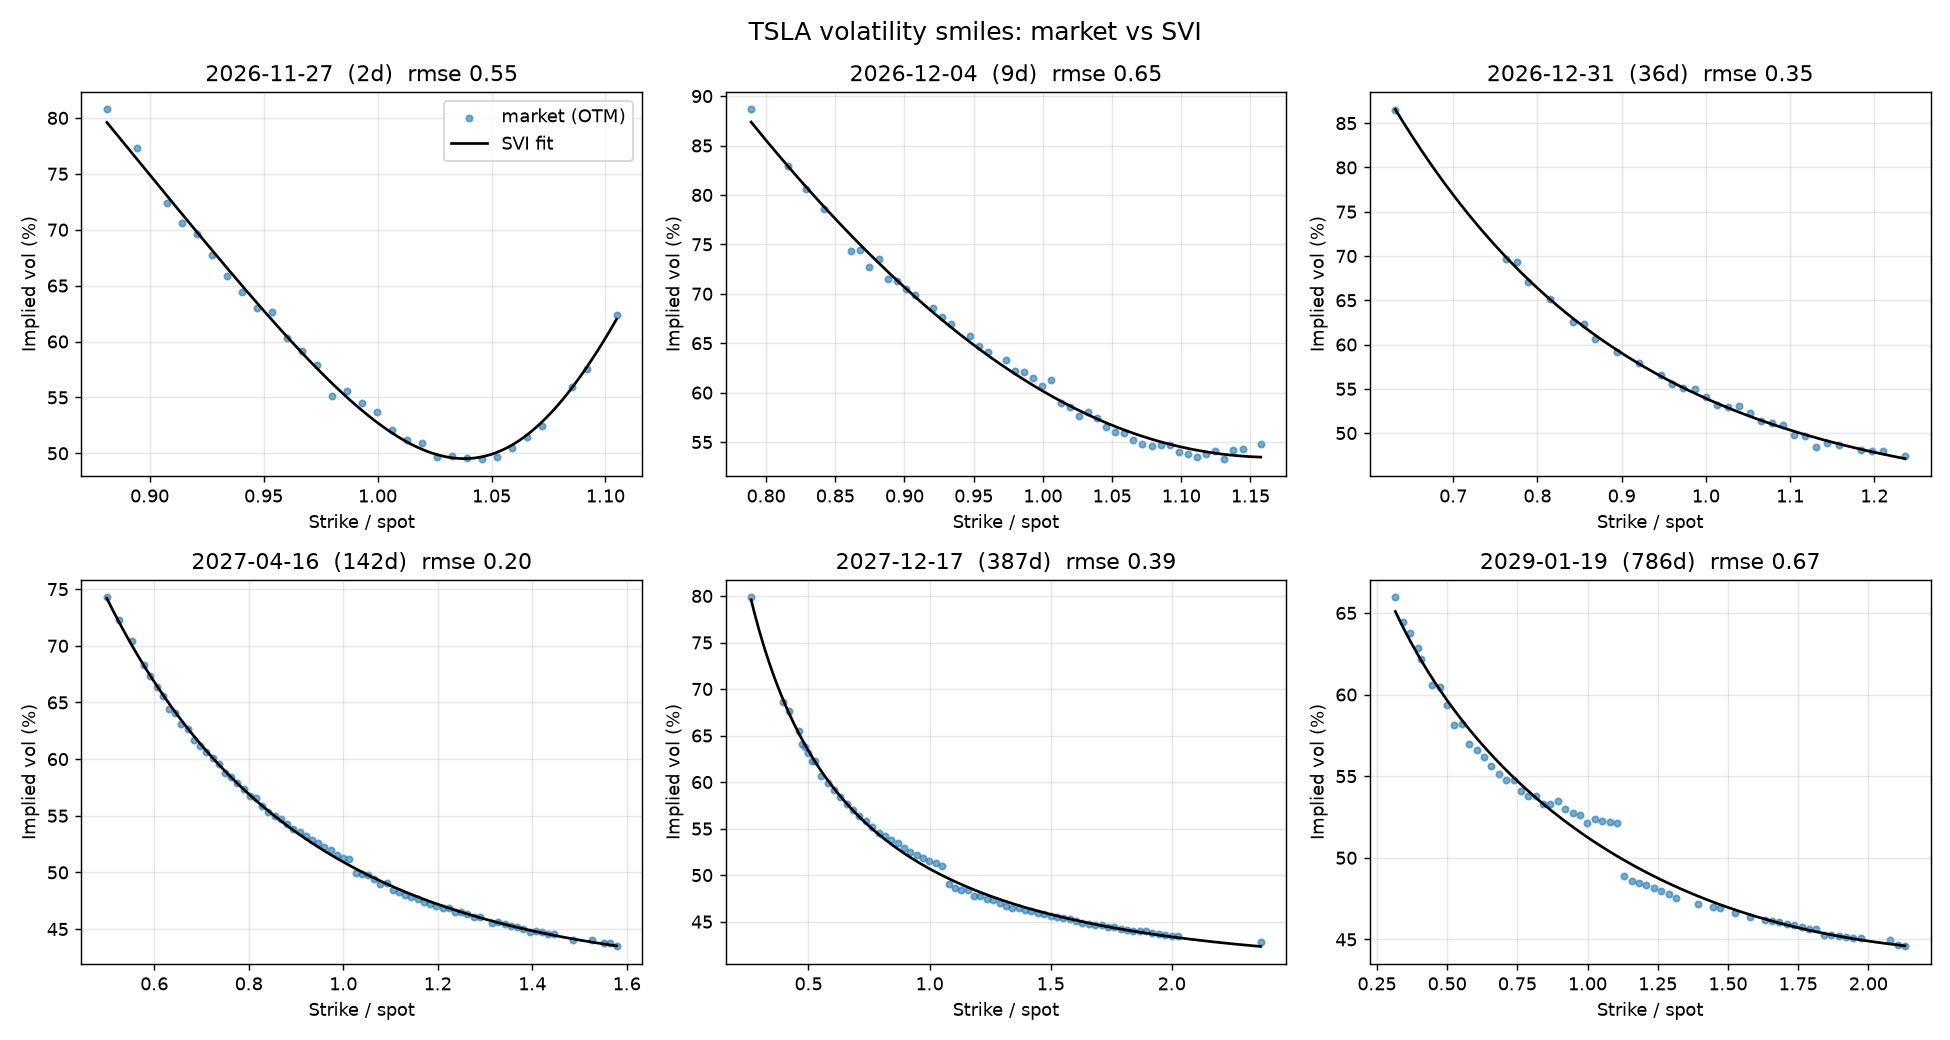 TSLA volatility smiles: market vs SVI
2026-11-27  (2d)  rmse 0.55
Implied vol (%)
80
75
70
65
60
55
50
market (OTM)
SVI fit
0.90 0.95 1.00 1.05 1.10
Strike / spot
2026-12-04  (9d)  rmse 0.65
Implied vol (%)
90
85
80
75
70
65
60
55
0.80 0.85 0.90 0.95 1.00 1.05 1.10 1.15
Strike / spot
2026-12-31  (36d)  rmse 0.35
Implied vol (%)
85
80
75
70
65
60
55
50
0.7 0.8 0.9 1.0 1.1 1.2
Strike / spot
2027-04-16  (142d)  rmse 0.20
Implied vol (%)
75
70
65
60
55
50
45
0.6 0.8 1.0 1.2 1.4 1.6
Strike / spot
2027-12-17  (387d)  rmse 0.39
Implied vol (%)
80
75
70
65
60
55
50
45
0.5 1.0 1.5 2.0
Strike / spot
2029-01-19  (786d)  rmse 0.67
Implied vol (%)
65
60
55
50
45
0.25 0.50 0.75 1.00 1.25 1.50 1.75 2.00
Strike / spot